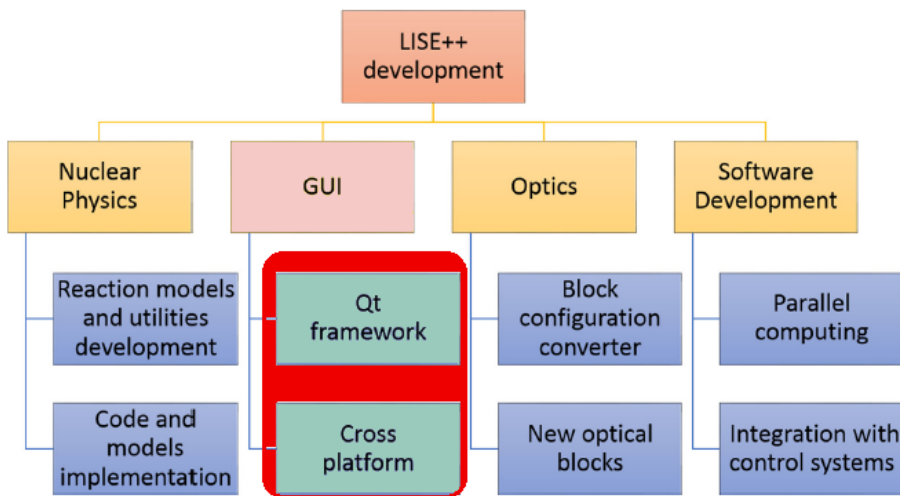 LISE++
development
Nuclear
Physics
GUI
Optics
Software
Development
Reaction models
and utilities
development
Qt
framework
Block
configuration
converter
Parallel
computing
Code and
models
implementation
Cross
platform
New optical
blocks
Integration with
control systems